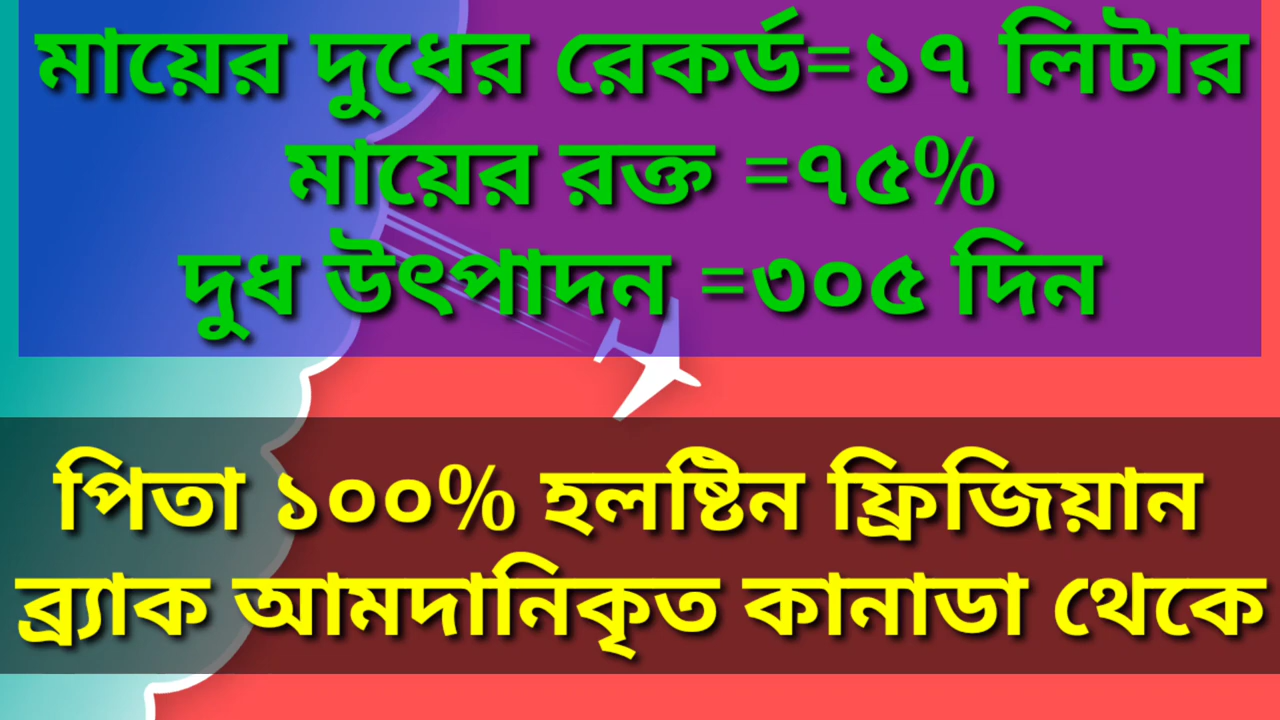 মায়ের দুধের রেকর্ড=১৭ লিটার
মায়ের রক্ত =৭৫%
দুধ উৎপাদন =৩০৫ দিন
পিতা ১০০% হলষ্টিন ফ্রিজিয়ান
ব্র্যাক আমদানিকৃত কানাডা থেকে